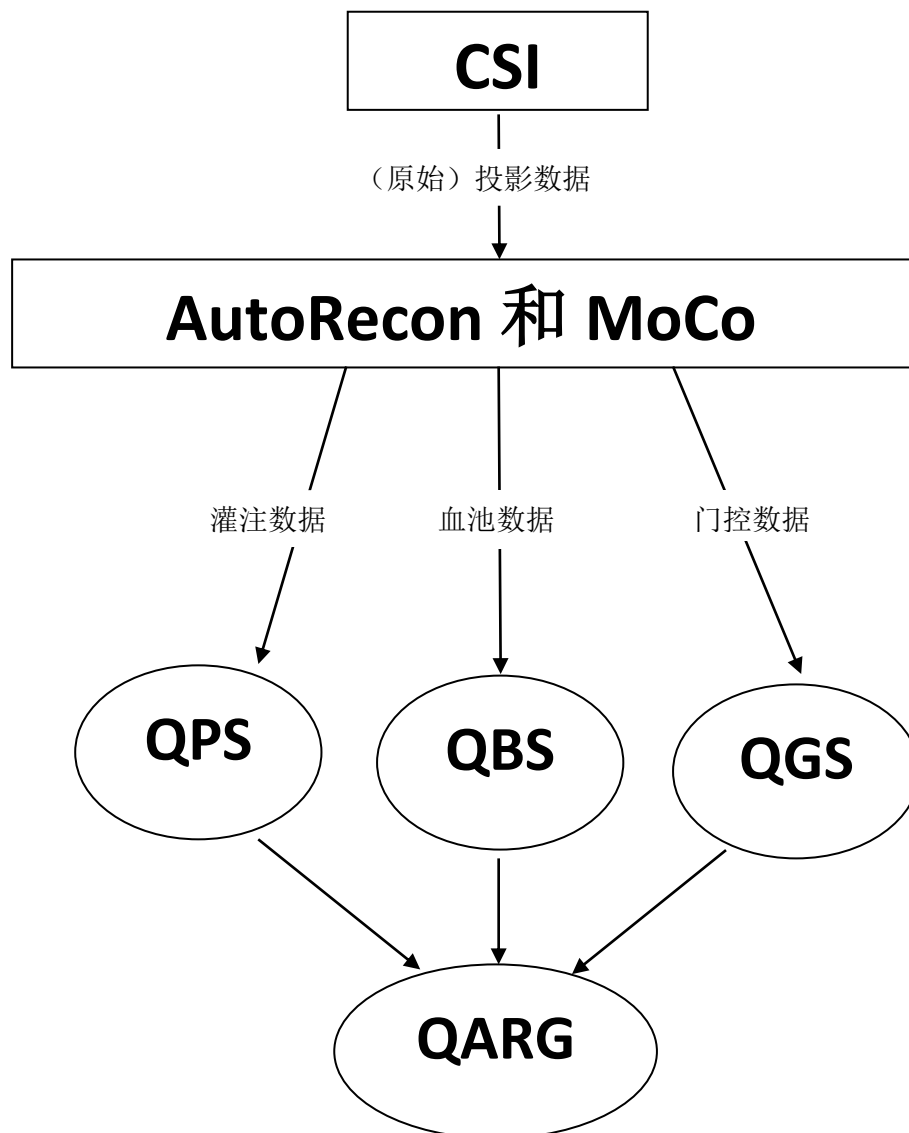 CSI
（原始）投影数据
AutoRecon 和 MoCo
灌注数据
血池数据
门控数据
QPS
QBS
QGS
QARG